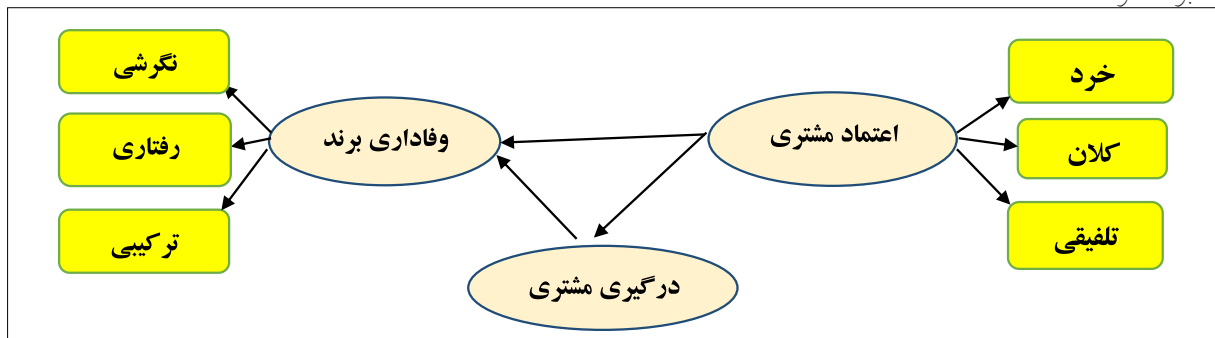 خرد
نگرشی
اعتماد مشتری
وفاداری برند
رفتاری
کلان
تلفیقی
ترکیبی
درگیری مشتری